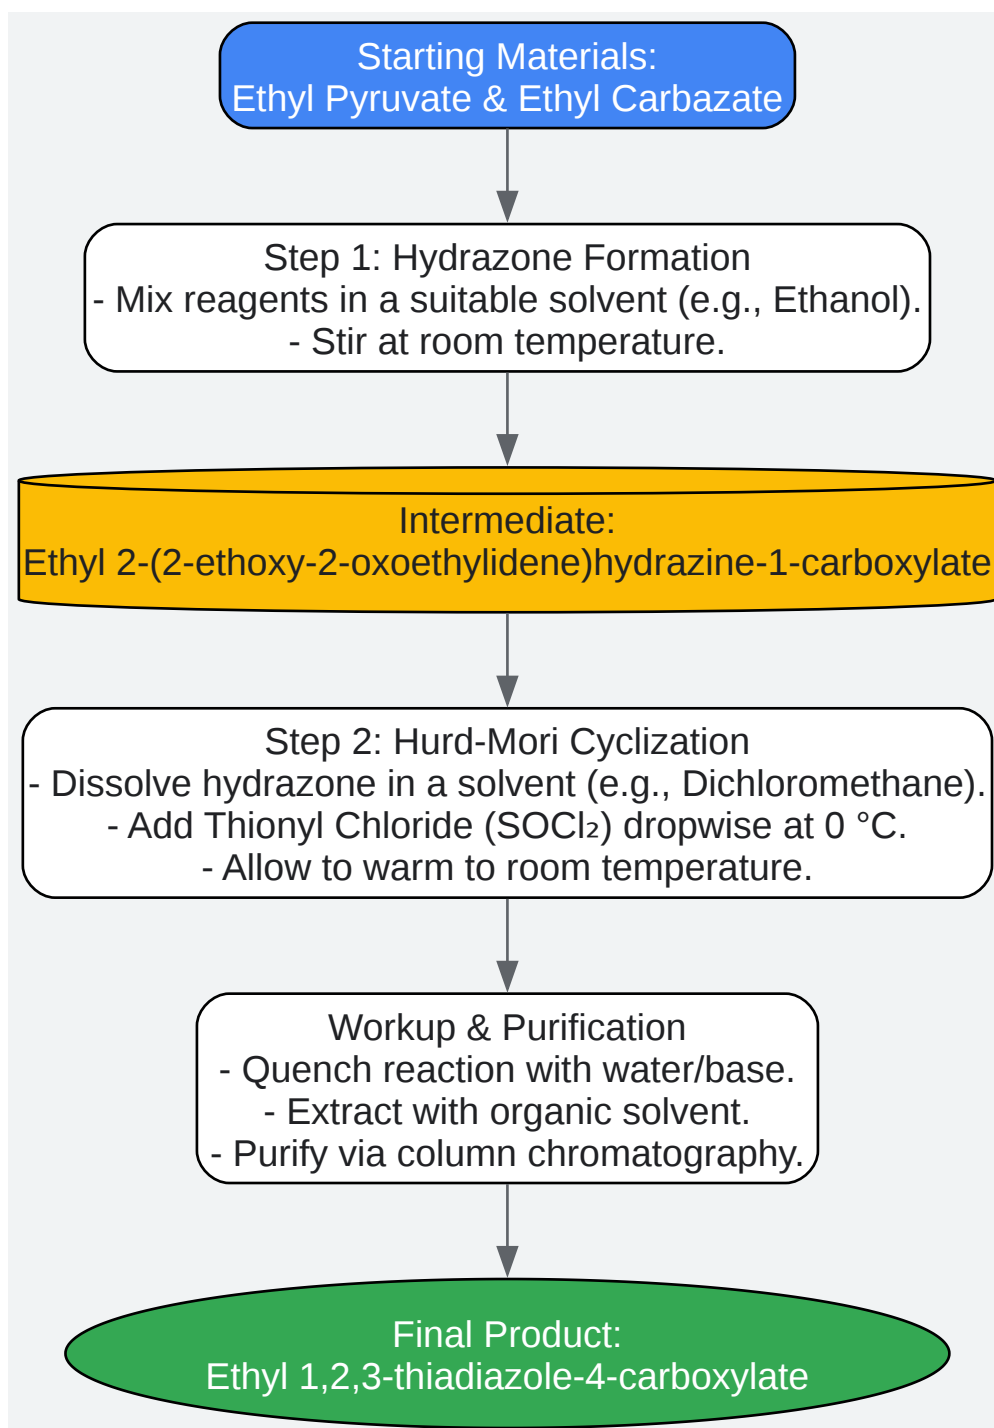 Starting Materials:
Ethyl Pyruvate & Ethyl Carbazate
Step 1: Hydrazone Formation
- Mix reagents in a suitable solvent (e.g., Ethanol).
- Stir at room temperature.
Intermediate:
Ethyl 2-(2-ethoxy-2-oxoethylidene)hydrazine-1-carboxylate
Step 2: Hurd-Mori Cyclization
- Dissolve hydrazone in a solvent (e.g., Dichloromethane).
- Add Thionyl Chloride (SOCl₂) dropwise at 0 °C.
- Allow to warm to room temperature.
Workup & Purification
- Quench reaction with water/base.
- Extract with organic solvent.
- Purify via column chromatography.
Final Product:
Ethyl 1,2,3-thiadiazole-4-carboxylate